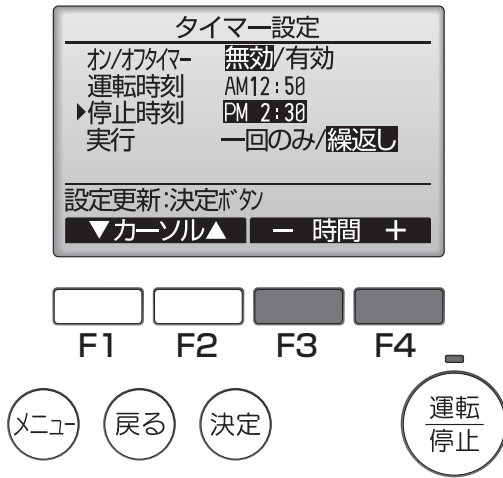 タイマー設定
オン/オフタイマー 無効/有効
運転時刻 AM12:50
▶停止時刻 PM 2:30
実行 一回のみ/繰返し
設定更新:決定ボタン
▼カーソル▲ － 時間 ＋
F1 F2 F3 F4
メニュー 戻る 決定 運転
停止